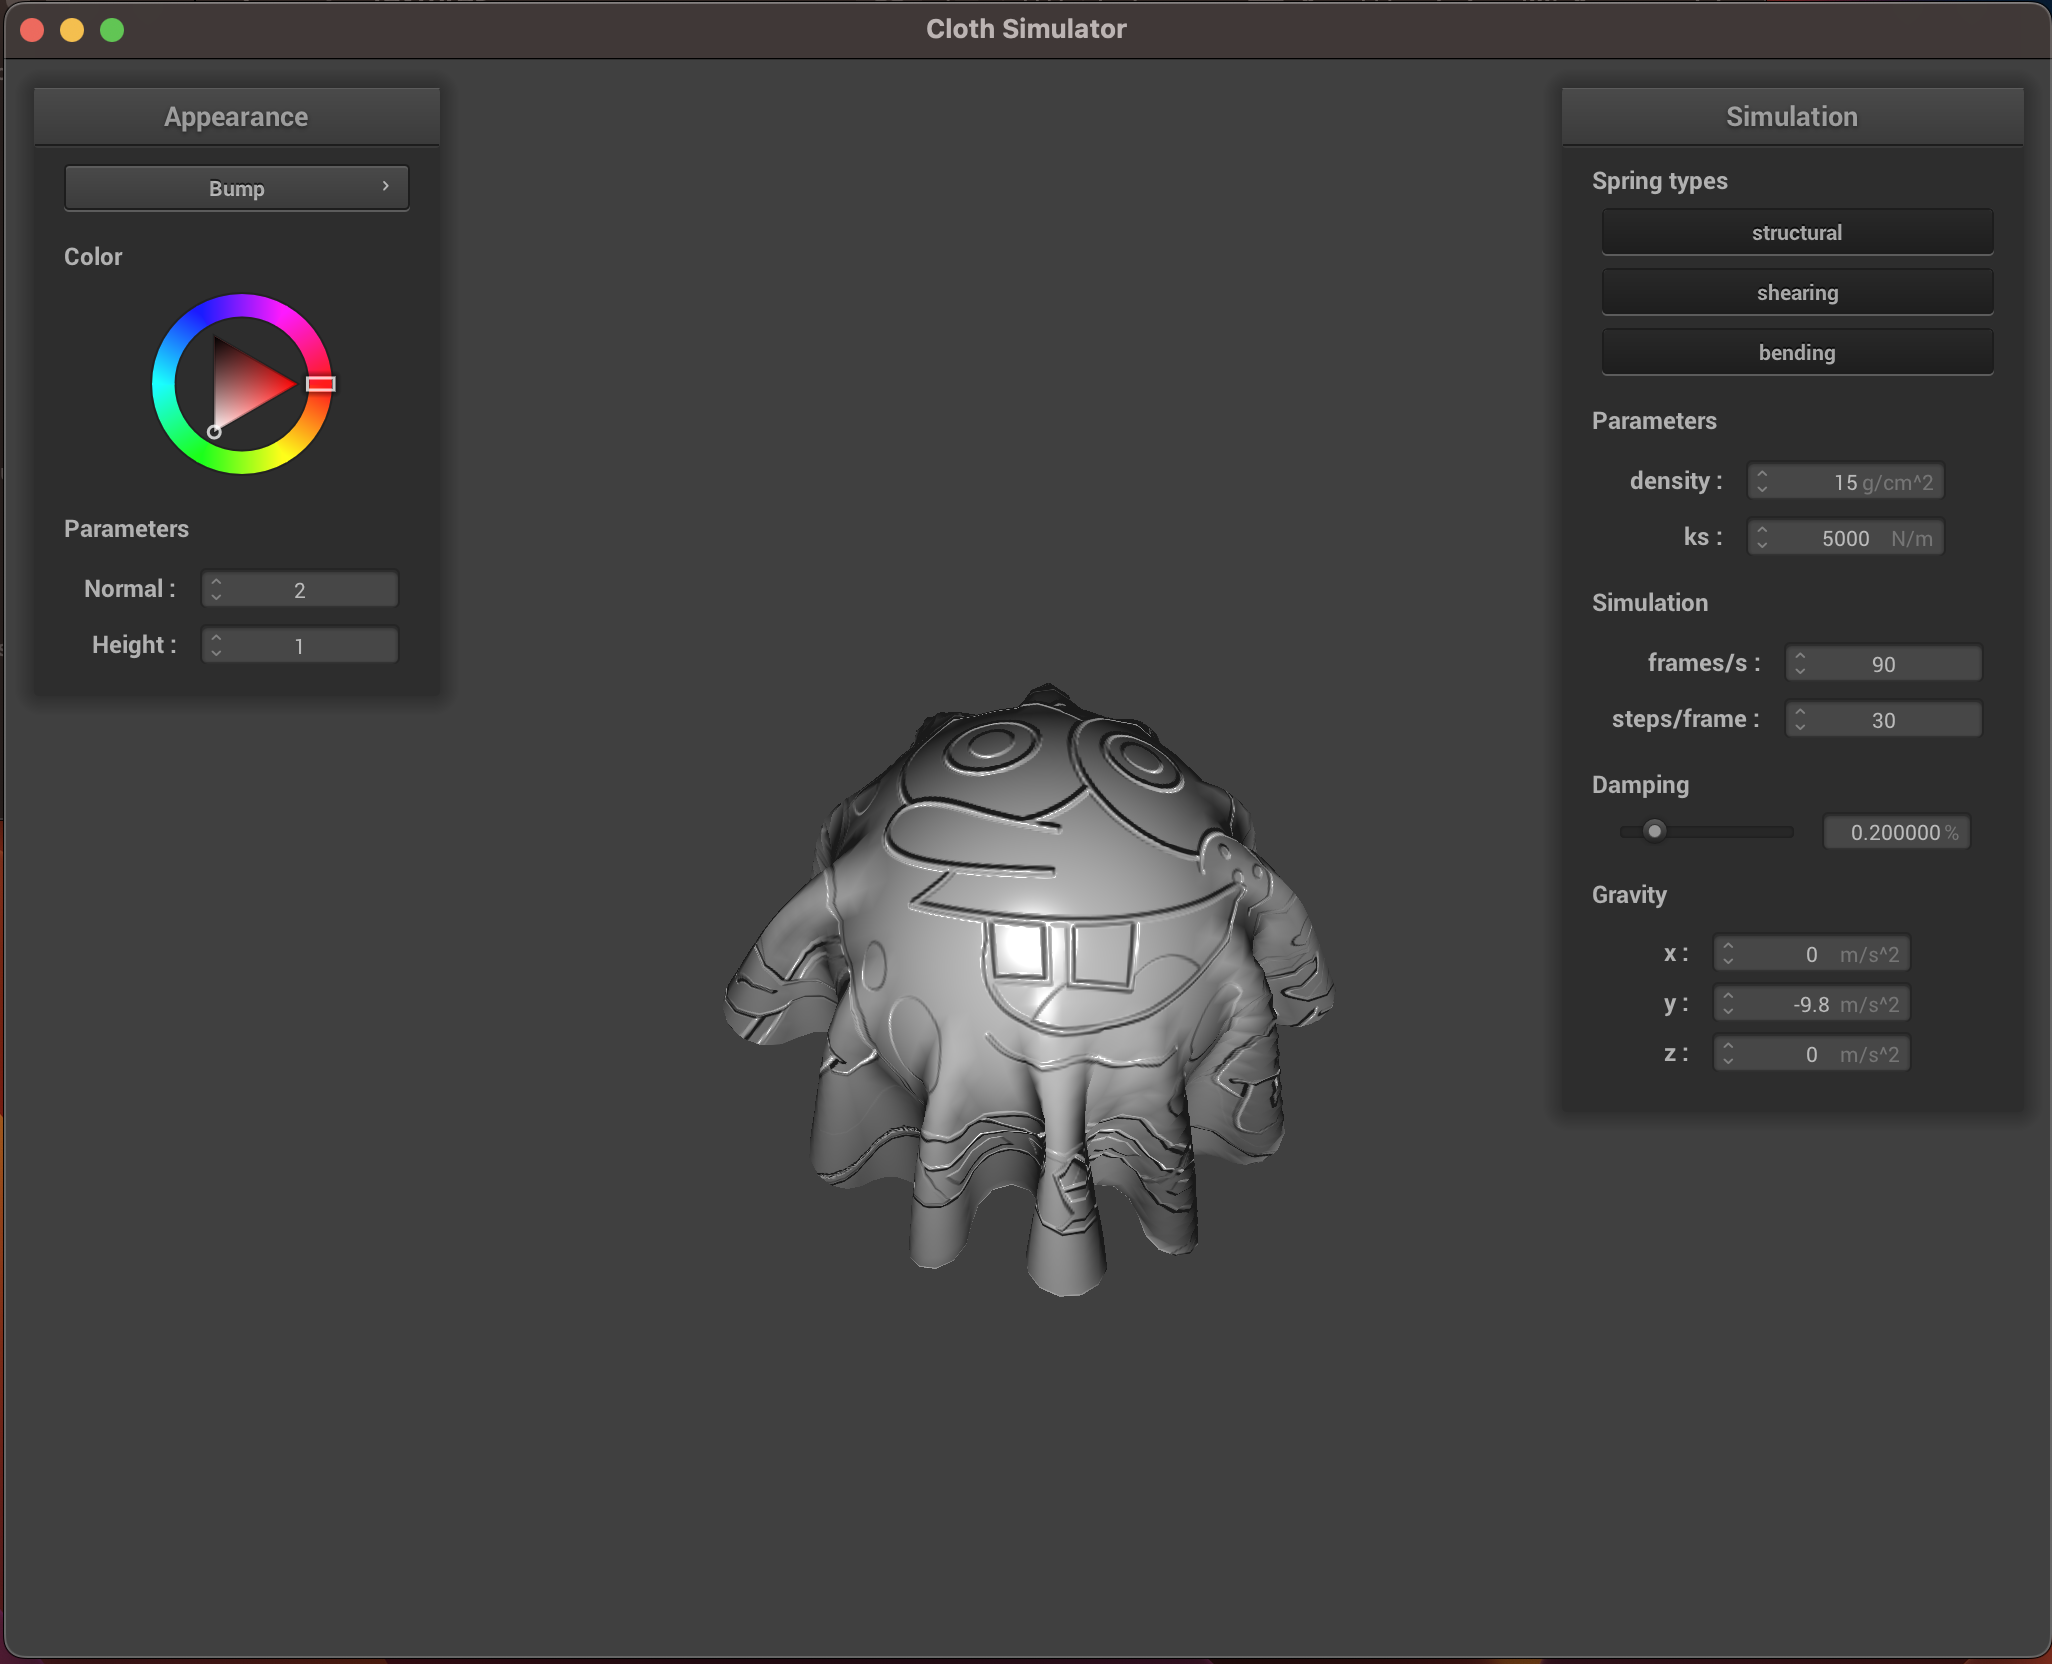 Cloth Simulator
Appearance
Bump
Color
Parameters
Normal : 2
Height : 1
Simulation
Spring types
structural
shearing
bending
Parameters
density : 15 g/cm^2
ks : 5000 N/m
Simulation
frames/s : 90
steps/frame : 30
Damping
0.200000 %
Gravity
x : 0 m/s^2
y : -9.8 m/s^2
z : 0 m/s^2